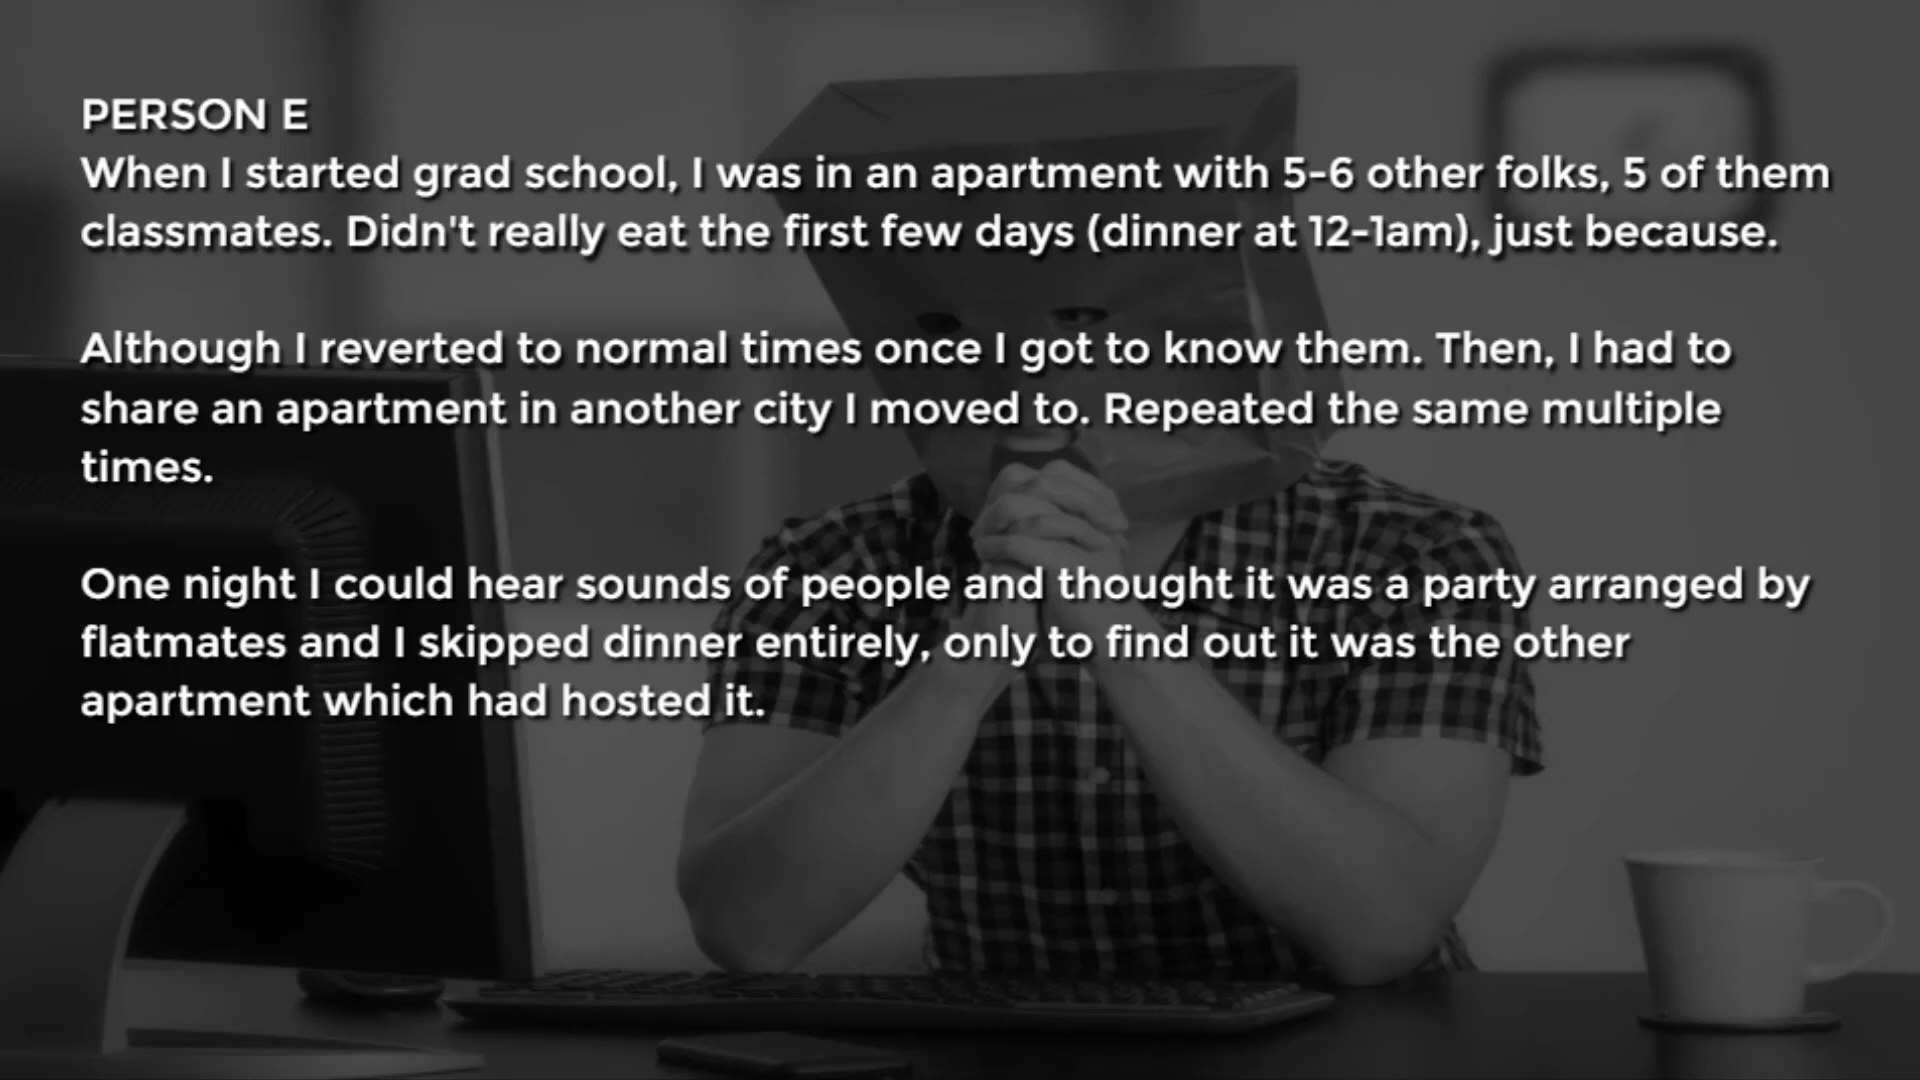 PERSON E
When I started grad school, I was in an apartment with 5-6 other folks, 5 of them
classmates. Didn't really eat the first few days (dinner at 12-1am), just because.
Although I reverted to normal times once I got to know them. Then, I had to
share an apartment in another city I moved to. Repeated the same multiple
times.
One night I could hear sounds of people and thought it was a party arranged by
flatmates and I skipped dinner entirely, only to find out it was the other
apartment which had hosted it.